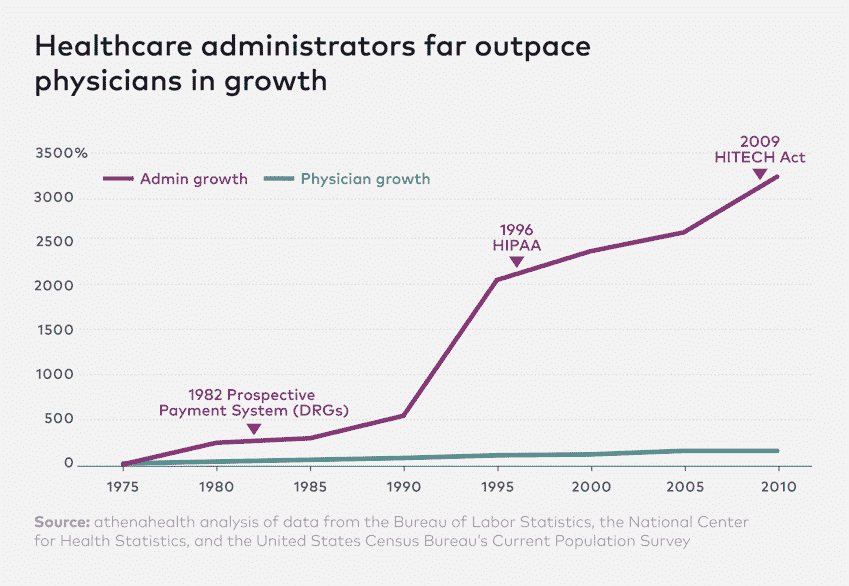 Healthcare administrators far outpace
physicians in growth
3500%
3000
2500
2000
1500
1000
500
0
Admin growth
Physician growth
1982 Prospective
Payment System (DRGs)
1996
HIPAA
2009
HITECH Act
1975 1980 1985 1990 1995 2000 2005 2010
Source: athenahealth analysis of data from the Bureau of Labor Statistics, the National Center
for Health Statistics, and the United States Census Bureau's Current Population Survey